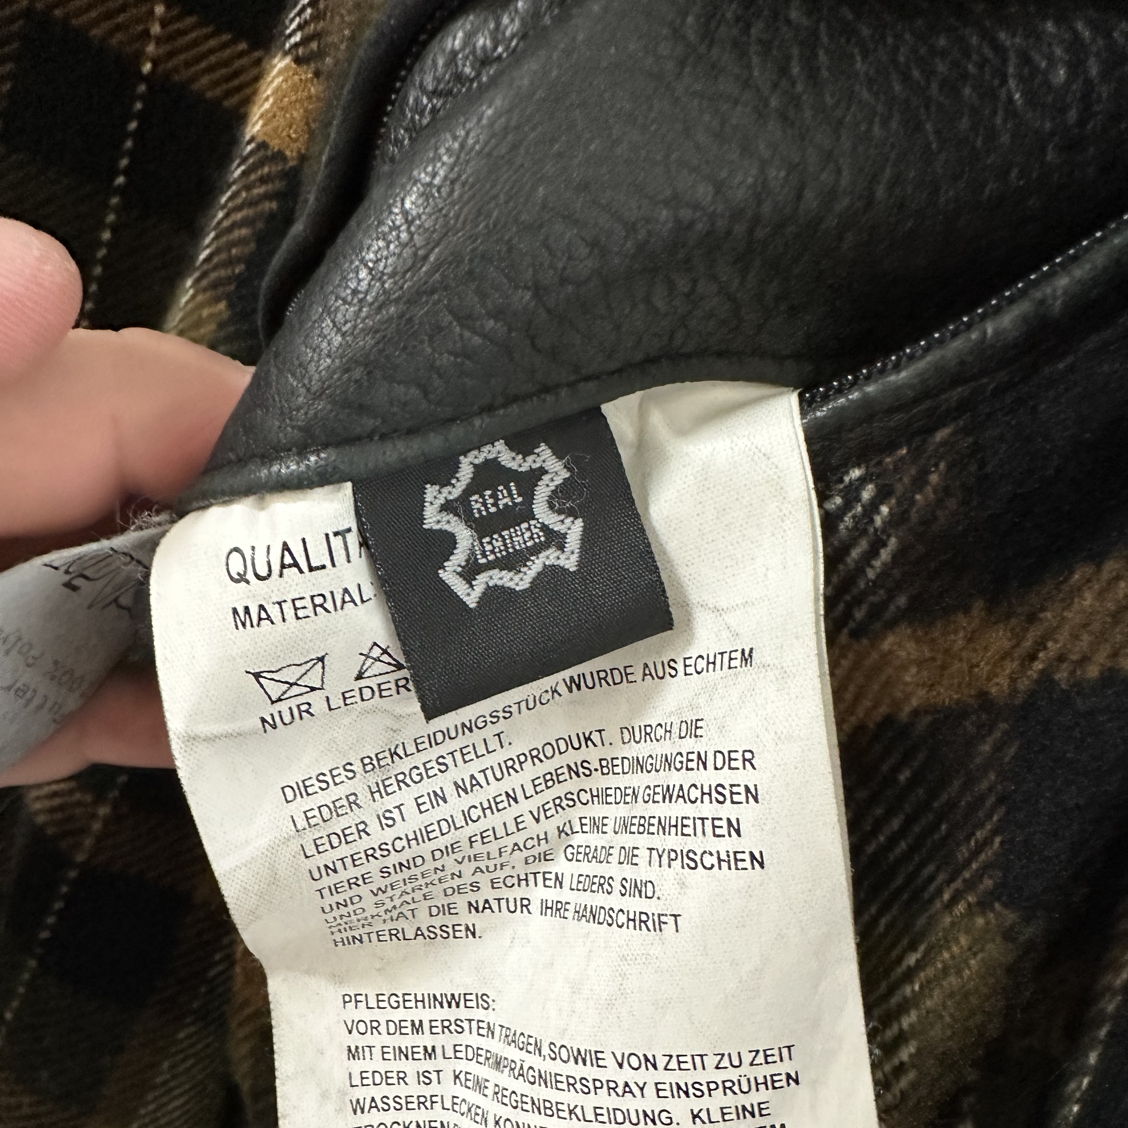 REAL
LEATHER
QUALIT
MATERIAL:
NUR LEDER
DIESES BEKLEIDUNGSSTÜCK WURDE AUS ECHTEM
LEDER HERGESTELLT.
LEDER IST EIN NATURPRODUKT. DURCH DIE
UNTERSCHIEDLICHEN LEBENS-BEDINGUNGEN DER
TIERE SIND DIE FELLE VERSCHIEDEN GEWACHSEN
UND WEISEN VIELFACH KLEINE UNEBENHEITEN
UND STÄRKEN AUF, DIE GERADE DIE TYPISCHEN
MERKMALE DES ECHTEN LEDERS SIND.
HIER HAT DIE NATUR IHRE HANDSCHRIFT
HINTERLASSEN.
PFLEGEHINWEIS:
VOR DEM ERSTEN TRAGEN, SOWIE VON ZEIT ZU ZEIT
MIT EINEM LEDERIMPRÄGNIERSPRAY EINSPRÜHEN
LEDER IST KEINE REGENBEKLEIDUNG. KLEINE
WASSERFLECKEN